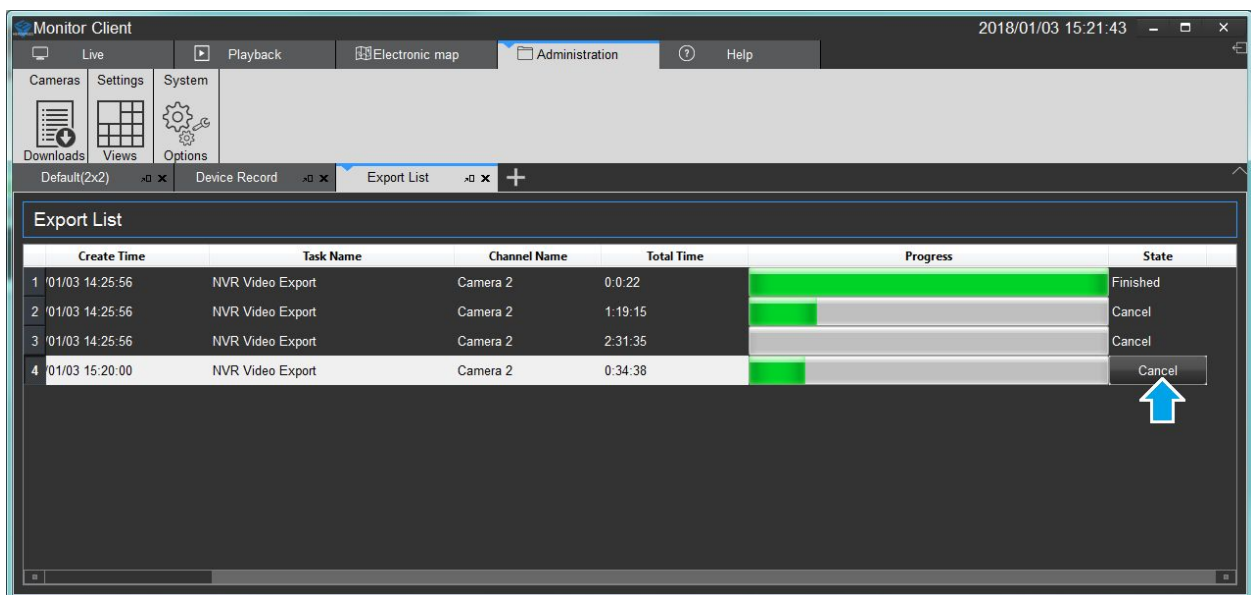 Monitor Client 2018/01/03 15:21:43
Live Playback Electronic map Administration ? Help
Cameras Settings System
Downloads Views Options
Default(2x2) Device Record Export List
Export List
Create Time Task Name Channel Name Total Time Progress State
1 /01/03 14:25:56 NVR Video Export Camera 2 0:0:22 Finished
2 /01/03 14:25:56 NVR Video Export Camera 2 1:19:15 Cancel
3 /01/03 14:25:56 NVR Video Export Camera 2 2:31:35 Cancel
4 /01/03 15:20:00 NVR Video Export Camera 2 0:34:38 Cancel